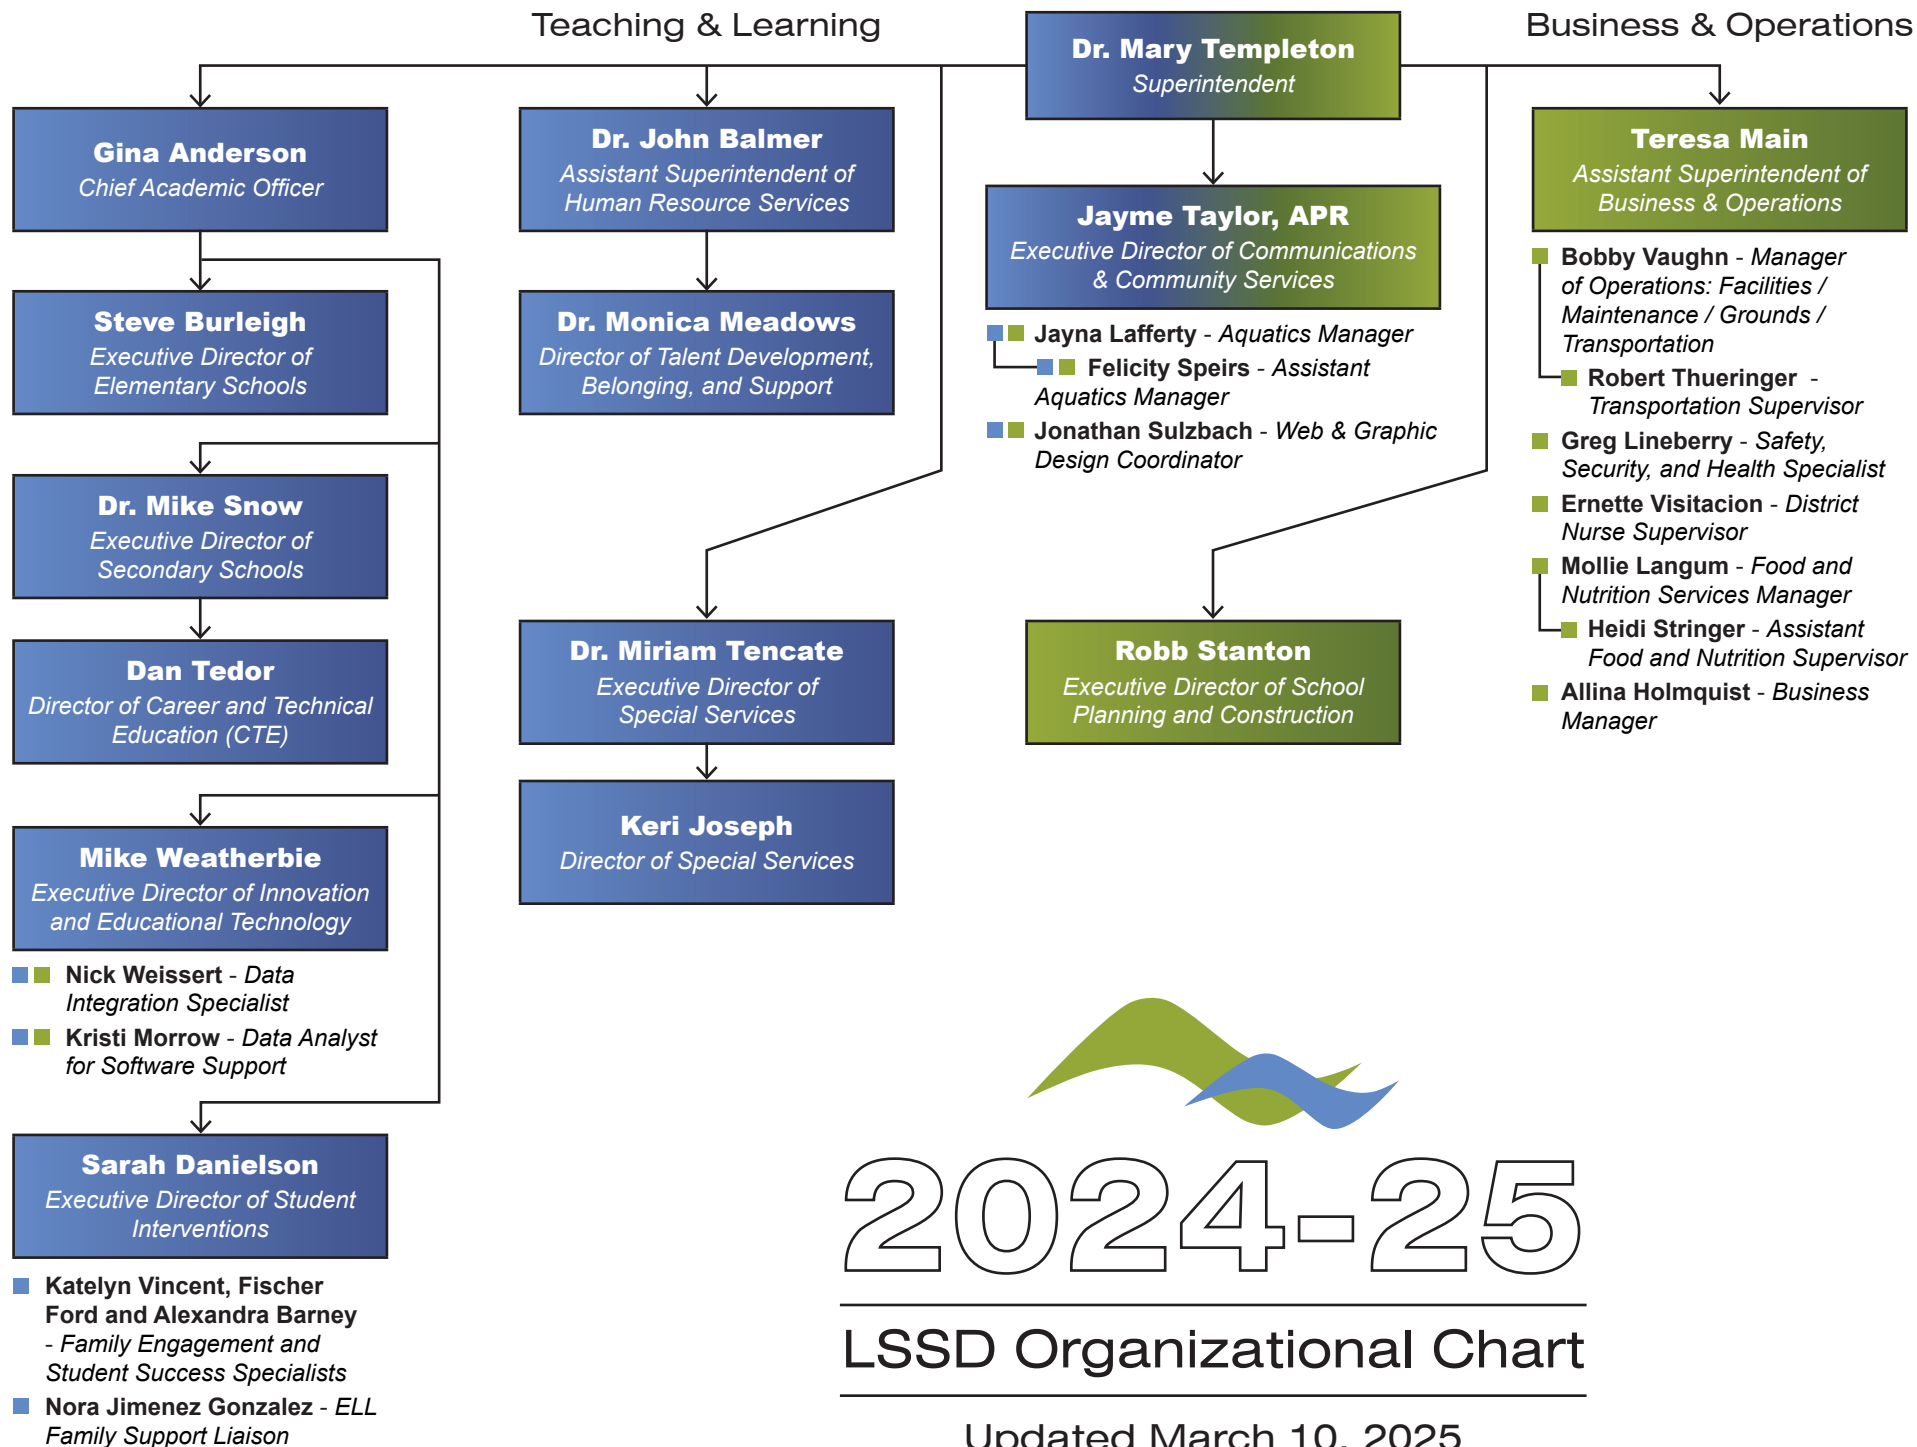 Teaching & Learning
Business & Operations
Dr. Mary Templeton
Superintendent
Gina Anderson
Chief Academic Officer
Steve Burleigh
Executive Director of
Elementary Schools
Dr. Mike Snow
Executive Director of
Secondary Schools
Dan Tedor
Director of Career and Technical
Education (CTE)
Mike Weatherbie
Executive Director of Innovation
and Educational Technology
Nick Weissert - Data
Integration Specialist
Kristi Morrow - Data Analyst
for Software Support
Sarah Danielson
Executive Director of Student
Interventions
Katelyn Vincent, Fischer
Ford and Alexandra Barney
- Family Engagement and
Student Success Specialists
Nora Jimenez Gonzalez - ELL
Family Support Liaison
Dr. John Balmer
Assistant Superintendent of
Human Resource Services
Dr. Monica Meadows
Director of Talent Development,
Belonging, and Support
Dr. Miriam Tencate
Executive Director of
Special Services
Keri Joseph
Director of Special Services
Jayme Taylor, APR
Executive Director of Communications
& Community Services
Jayna Lafferty - Aquatics Manager
Felicity Speirs - Assistant
Aquatics Manager
Jonathan Sulzbach - Web & Graphic
Design Coordinator
Robb Stanton
Executive Director of School
Planning and Construction
Teresa Main
Assistant Superintendent of
Business & Operations
Bobby Vaughn - Manager
of Operations: Facilities /
Maintenance / Grounds /
Transportation
Robert Thueringer -
Transportation Supervisor
Greg Lineberry - Safety,
Security, and Health Specialist
Ernette Visitacion - District
Nurse Supervisor
Mollie Langum - Food and
Nutrition Services Manager
Heidi Stringer - Assistant
Food and Nutrition Supervisor
Allina Holmquist - Business
Manager
2024-25
LSSD Organizational Chart
Updated March 10, 2025